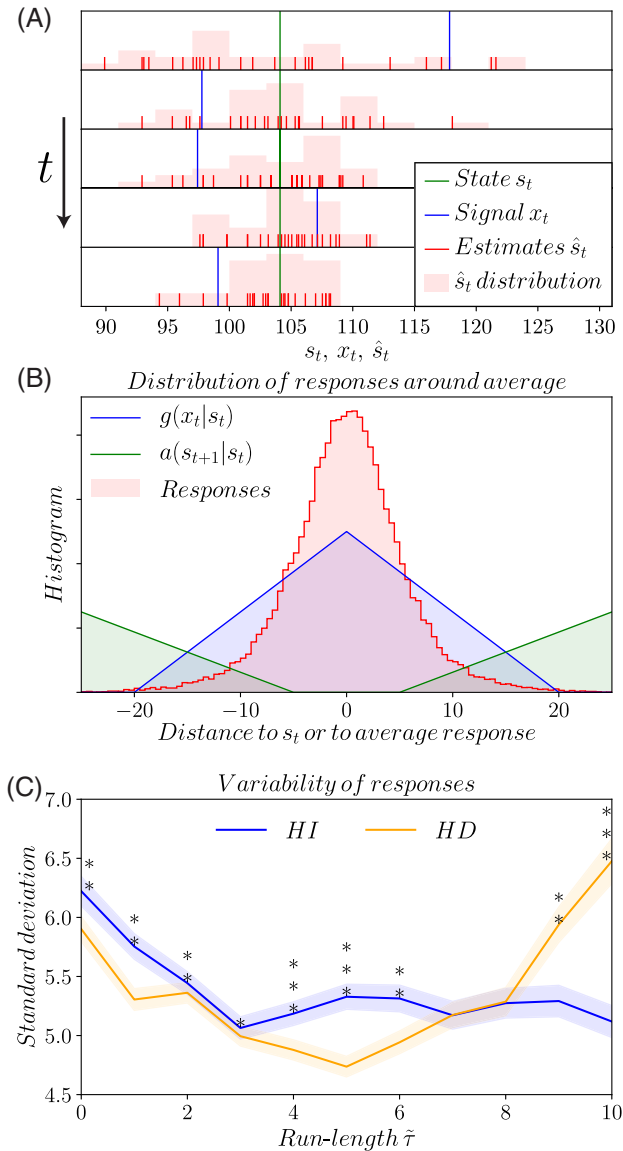 (A)
t
State s_t
Signal x_t
Estimates ŝ_t
ŝ_t distribution
90 95 100 105 110 115 120 125 130
s_t, x_t, ŝ_t
(B)
Distribution of responses around average
g(x_t|s_t)
a(s_{t+1}|s_t)
Responses
Histogram
−20 −10 0 10 20
Distance to s_t or to average response
(C)
Variability of responses
HI HD
7.0
6.5
6.0
5.5
5.0
4.5
Standard deviation
* * * * * * * * * * * * * * * * * * * * * *
0 2 4 6 8 10
Run-length τ̃